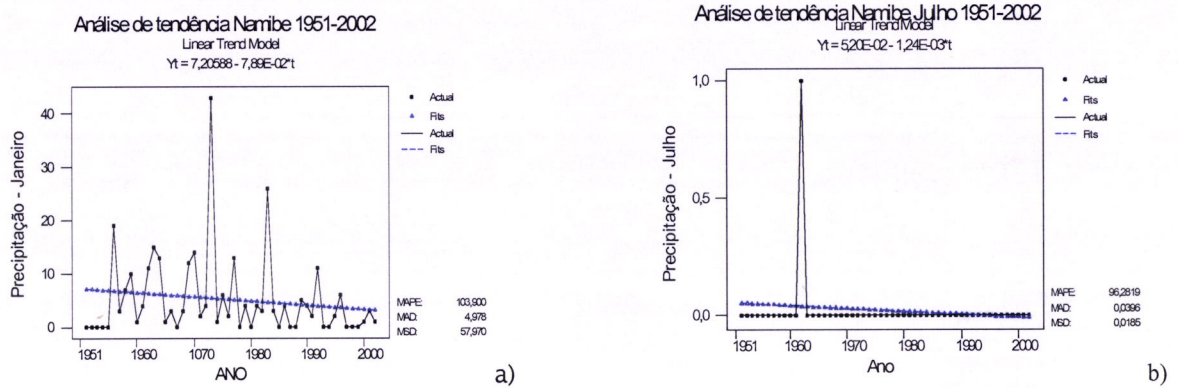 Análise de tendência Namibe 1951-2002
Linear Trend Model
Yt = 7,20588 - 7,89E-02*t
Precipitação - Janeiro
40
30
20
10
0
1951
1960
1070
1980
1990
2000
ANO
Actual
Fits
Actual
Fits
MAPE: 103,900
MAD: 4,978
MSD: 57,970
a)
Análise de tendência Namibe Julho 1951-2002
Linear Trend Model
Yt = 5,20E-02 - 1,24E-03*t
Precipitação - Julho
1,0
0,5
0,0
1951
1960
1970
1980
1990
2000
Ano
Actual
Fits
Actual
Fits
MAPE: 96,2819
MAD: 0,0396
MSD: 0,0185
b)